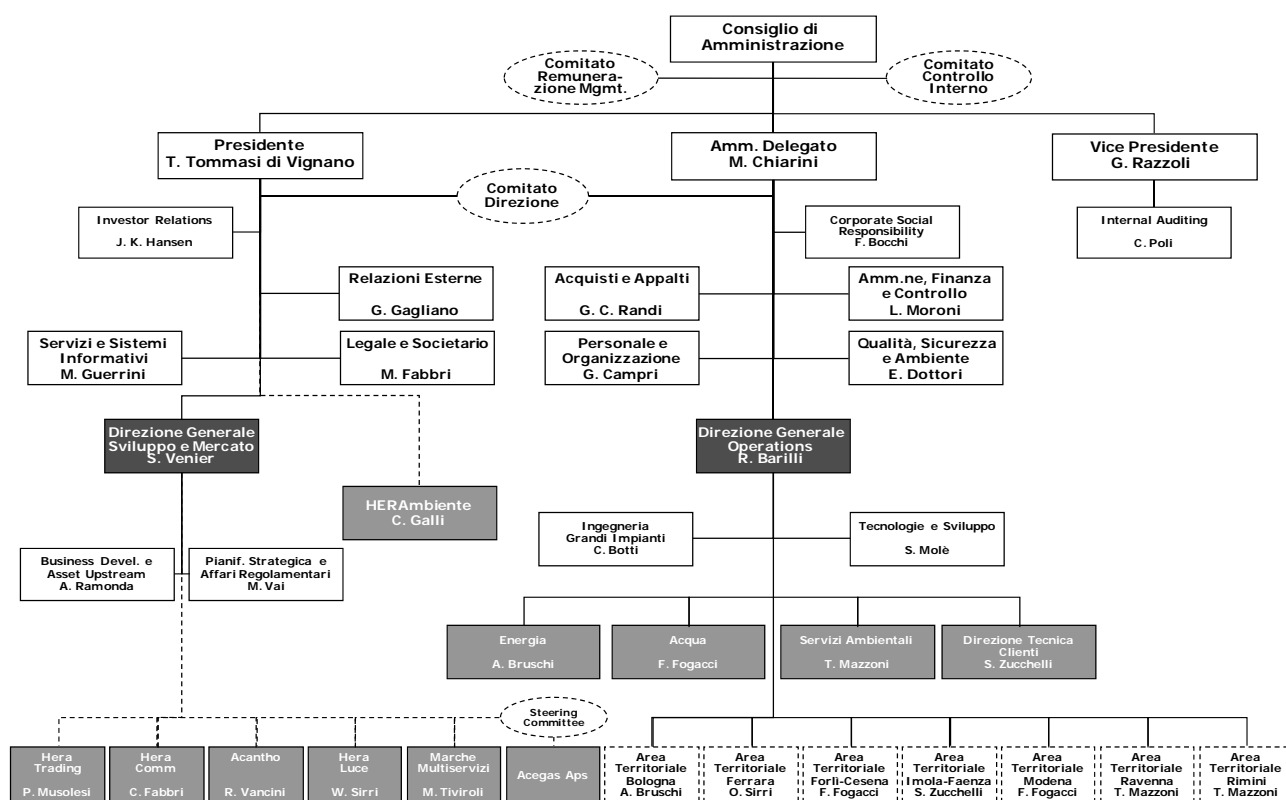 Consiglio di
Amministrazione
Comitato
Remunera-
zione Mgmt.
Comitato
Controllo
Interno
Presidente
T. Tommasi di Vignano
Amm. Delegato
M. Chiarini
Vice Presidente
G. Razzoli
Comitato
Direzione
Investor Relations
J. K. Hansen
Corporate Social
Responsibility
F. Bocchi
Internal Auditing
C. Poli
Relazioni Esterne
G. Gagliano
Acquisti e Appalti
G. C. Randi
Amm.ne, Finanza
e Controllo
L. Moroni
Servizi e Sistemi
Informativi
M. Guerrini
Legale e Societario
M. Fabbri
Personale e
Organizzazione
G. Campri
Qualità, Sicurezza
e Ambiente
E. Dottori
Direzione Generale
Sviluppo e Mercato
S. Venier
Direzione Generale
Operations
R. Barilli
HERAmbiente
C. Galli
Ingegneria
Grandi Impianti
C. Botti
Tecnologie e Sviluppo
S. Molè
Business Devel. e
Asset Upstream
A. Ramonda
Pianif. Strategica e
Affari Regolamentari
M. Vai
Energia
A. Bruschi
Acqua
F. Fogacci
Servizi Ambientali
T. Mazzoni
Direzione Tecnica
Clienti
S. Zucchelli
Steering
Committee
Hera
Trading
P. Musolesi
Hera
Comm
C. Fabbri
Acantho
R. Vancini
Hera
Luce
W. Sirri
Marche
Multiservizi
M. Tiviroli
Acegas Aps
Area
Territoriale
Bologna
A. Bruschi
Area
Territoriale
Ferrara
O. Sirri
Area
Territoriale
Forlì-Cesena
F. Fogacci
Area
Territoriale
Imola-Faenza
S. Zucchelli
Area
Territoriale
Modena
F. Fogacci
Area
Territoriale
Ravenna
T. Mazzoni
Area
Territoriale
Rimini
T. Mazzoni